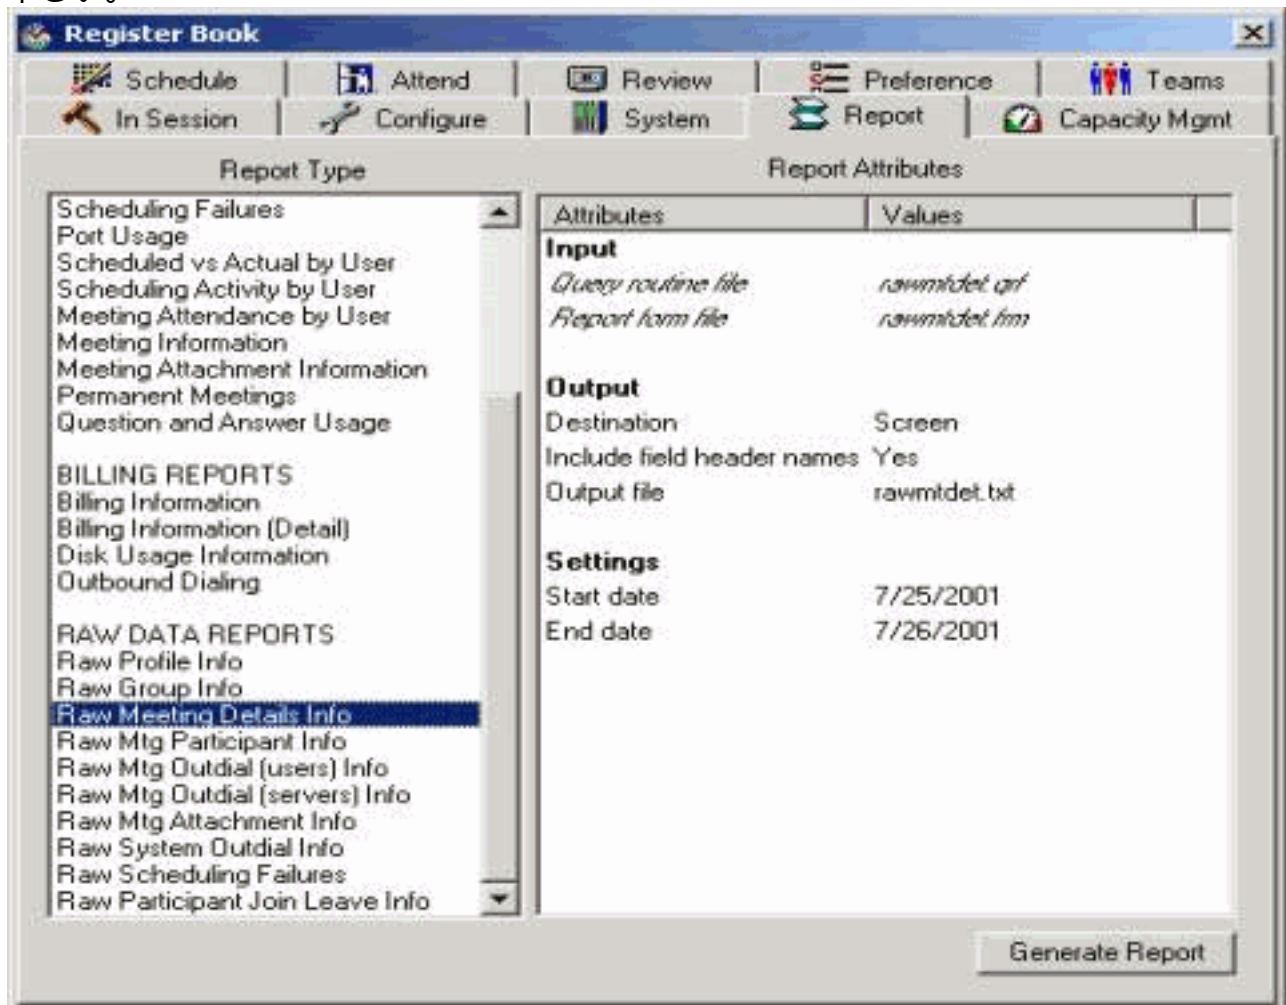 Register Book
Schedule
Attend
Review
Preference
Teams
In Session
Configure
System
Report
Capacity Mgmt
Report Type
Scheduling Failures
Port Usage
Scheduled vs Actual by User
Scheduling Activity by User
Meeting Attendance by User
Meeting Information
Meeting Attachment Information
Permanent Meetings
Question and Answer Usage
BILLING REPORTS
Billing Information
Billing Information (Detail)
Disk Usage Information
Outbound Dialing
RAW DATA REPORTS
Raw Profile Info
Raw Group Info
Raw Meeting Details Info
Raw Mtg Participant Info
Raw Mtg Outdial (users) Info
Raw Mtg Outdial (servers) Info
Raw Mtg Attachment Info
Raw System Outdial Info
Raw Scheduling Failures
Raw Participant Join Leave Info
Report Attributes
Attributes Values
Input
Query routine file rawmtdet.qrf
Report form file rawmtdet.frm
Output
Destination Screen
Include field header names Yes
Output file rawmtdet.txt
Settings
Start date 7/25/2001
End date 7/26/2001
Generate Report